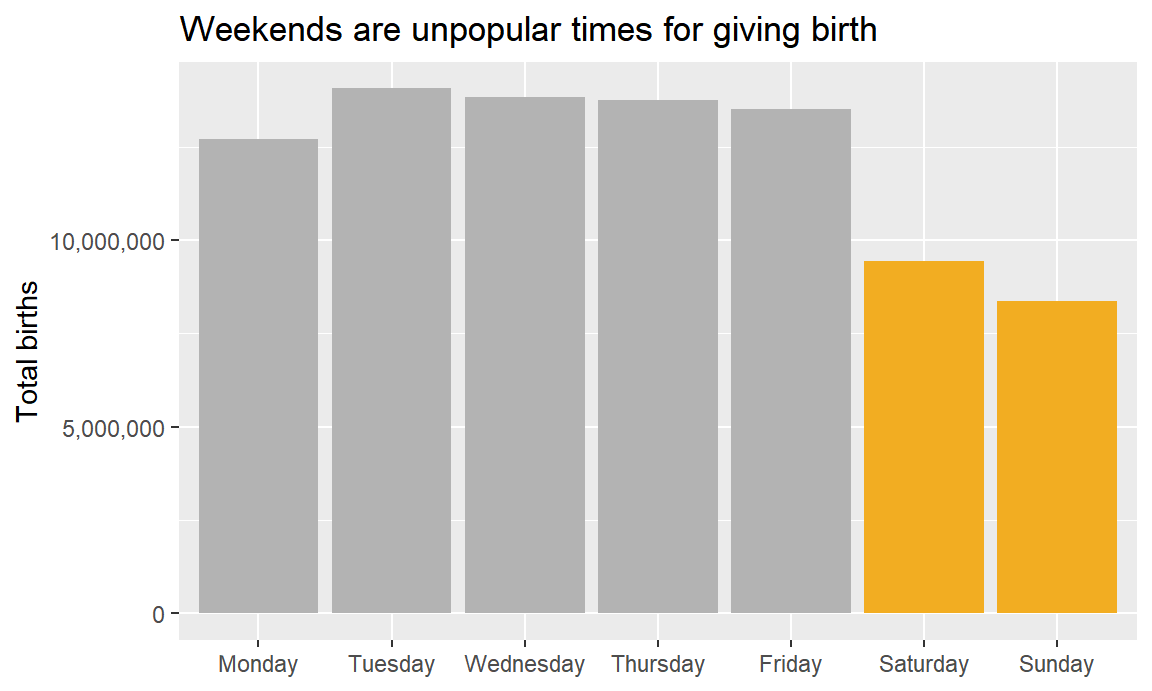 Weekends are unpopular times for giving birth
Total births
10,000,000
5,000,000
0
Monday Tuesday Wednesday Thursday Friday Saturday Sunday